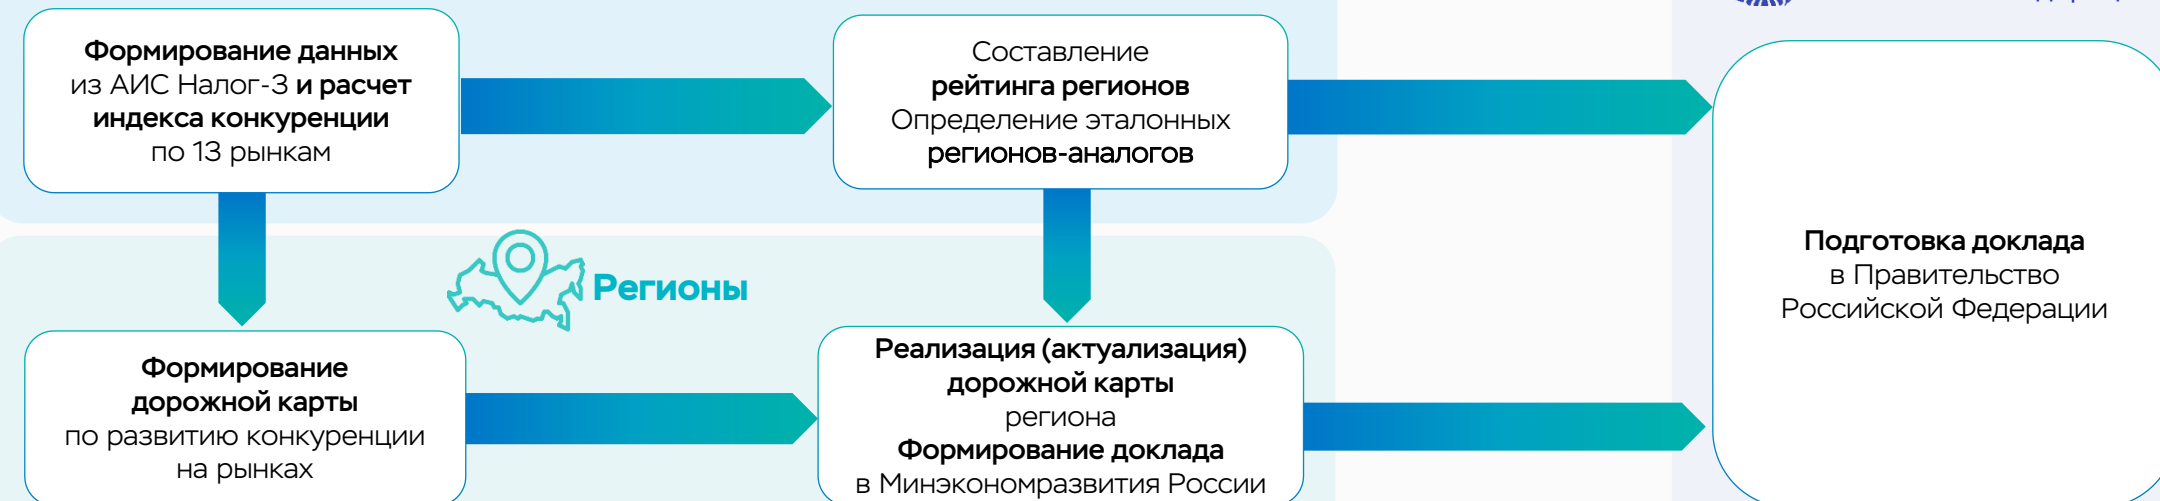 Формирование данных
из АИС Налог-3 и расчет
индекса конкуренции
по 13 рынкам
Составление
рейтинга регионов
Определение эталонных
регионов-аналогов
Регионы
Формирование
дорожной карты
по развитию конкуренции
на рынках
Реализация (актуализация)
дорожной карты
региона
Формирование доклада
в Минэкономразвития России
Подготовка доклада
в Правительство
Российской Федерации